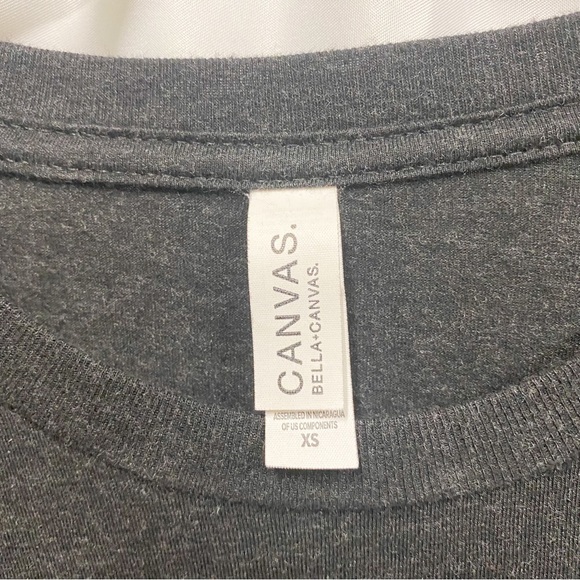 CANVAS.
BELLA+CANVAS.
ASSEMBLED IN NICARAGUA
OF US COMPONENTS
XS